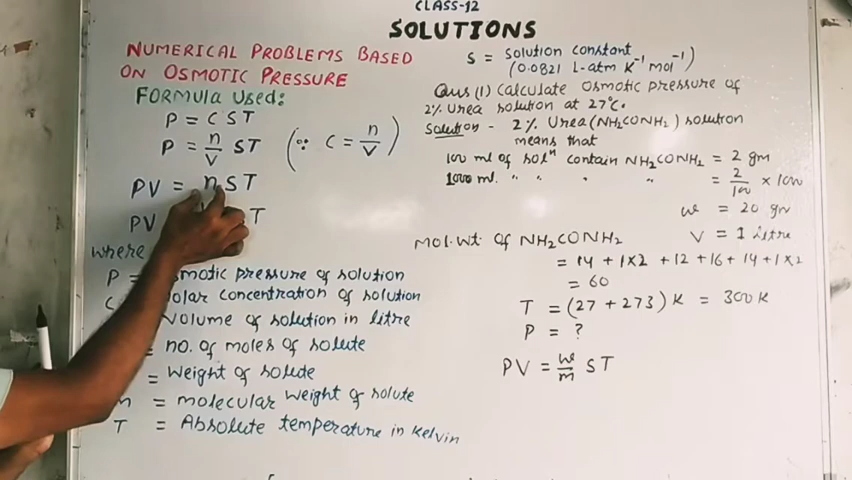 CLASS-12
SOLUTIONS
NUMERICAL PROBLEMS BASED
ON OSMOTIC PRESSURE
FORMULA USED:
P = C S T
P = n/V ST (∵ C = n/V)
PV = n S T
PV T
where
P = smotic pressure of solution
C olar concentration of solution
Volume of solution in litre
= no. of moles of solute
= Weight of solute
m = molecular weight of solute
T = Absolute temperature in kelvin
S = solution constant
(0.0821 L-atm K⁻¹ mol⁻¹)
Qus (1) Calculate Osmotic pressure of
2% Urea solution at 27°C.
Solution - 2% Urea (NH2CONH2) solution
means that
100 ml of solⁿ contain NH2CONH2 = 2 gm
1000 ml. " " " " = 2/100 × 1000
w = 20 gm
V = 1 Litre
Mol. Wt of NH2CONH2
= 14 + 1×2 + 12 + 16 + 14 + 1×2
= 60
T = (27 + 273) K = 300 K
P = ?
PV = w/m ST